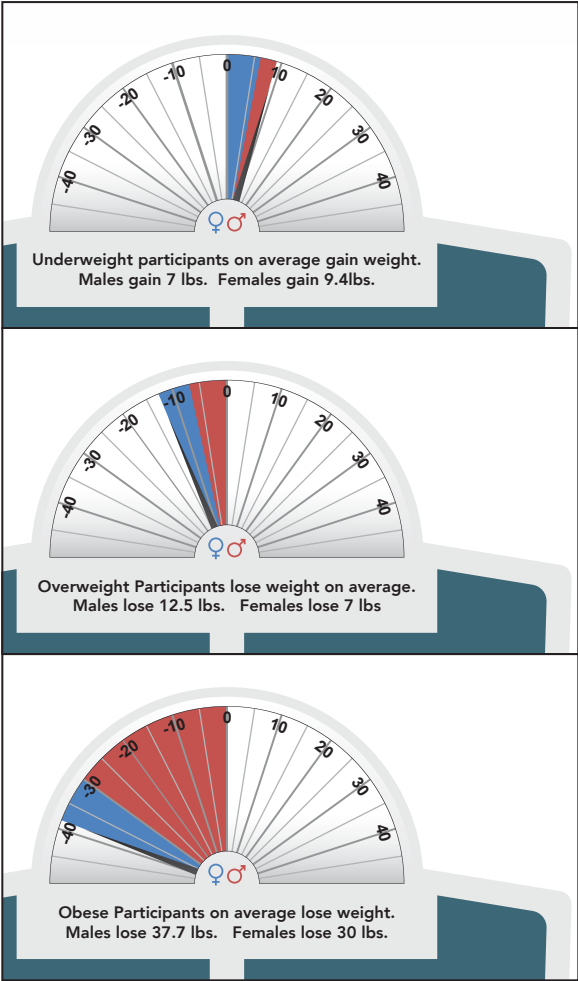 -40 -30 -20 -10 0 10 20 30 40
♀♂
Underweight participants on average gain weight.
Males gain 7 lbs. Females gain 9.4lbs.
-40 -30 -20 -10 0 10 20 30 40
♀♂
Overweight Participants lose weight on average.
Males lose 12.5 lbs. Females lose 7 lbs
-40 -30 -20 -10 0 10 20 30 40
♀♂
Obese Participants on average lose weight.
Males lose 37.7 lbs. Females lose 30 lbs.